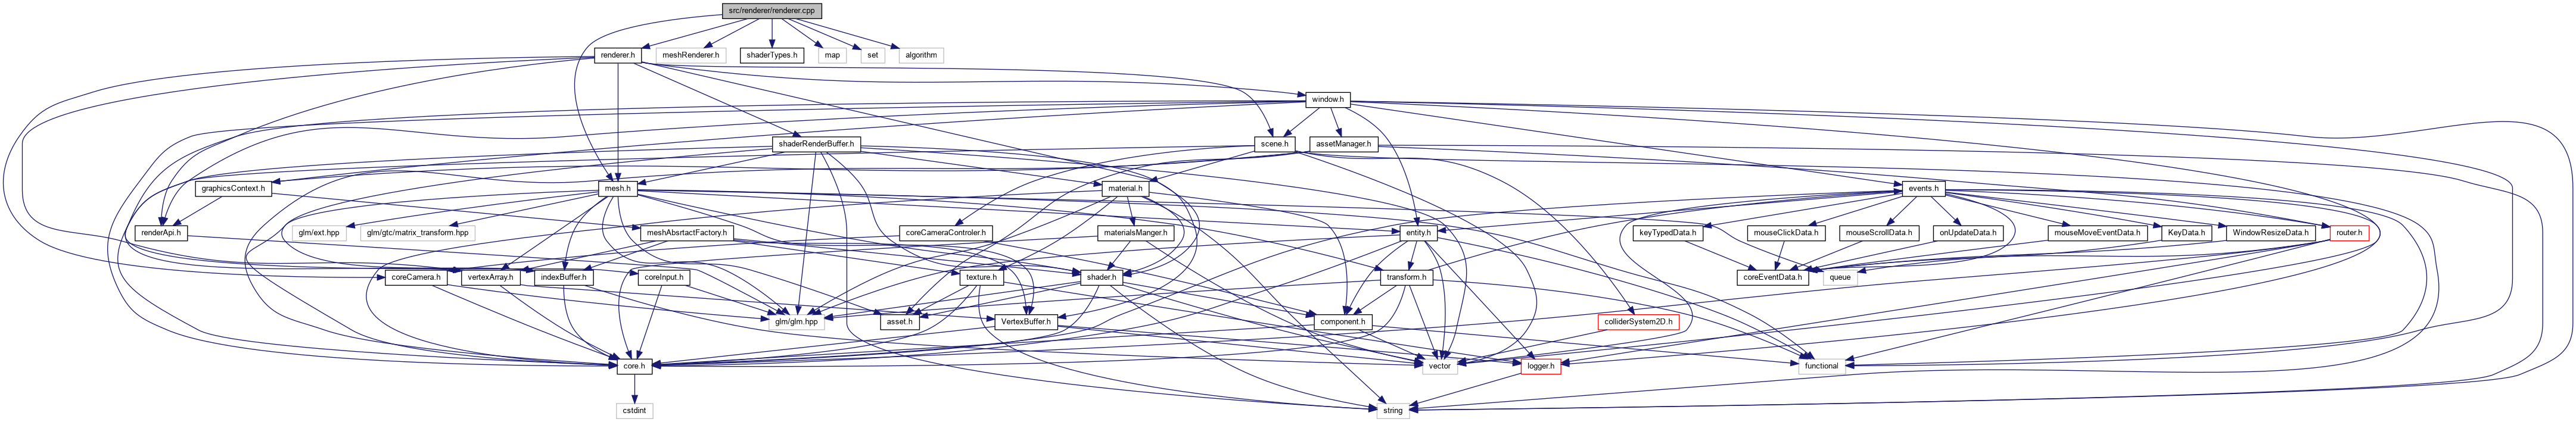 src/renderer/renderer.cpp
renderer.h
meshRenderer.h
shaderTypes.h
map
set
algorithm
window.h
shaderRenderBuffer.h
scene.h
assetManager.h
graphicsContext.h
mesh.h
material.h
events.h
renderApi.h
glm/ext.hpp
glm/gtc/matrix_transform.hpp
meshAbsrtactFactory.h
coreCameraControler.h
materialsManger.h
entity.h
keyTypedData.h
mouseClickData.h
mouseScrollData.h
onUpdateData.h
mouseMoveEventData.h
KeyData.h
WindowResizeData.h
router.h
coreCamera.h
vertexArray.h
indexBuffer.h
coreInput.h
texture.h
shader.h
transform.h
coreEventData.h
queue
glm/glm.hpp
asset.h
VertexBuffer.h
component.h
colliderSystem2D.h
core.h
vector
logger.h
functional
cstdint
string